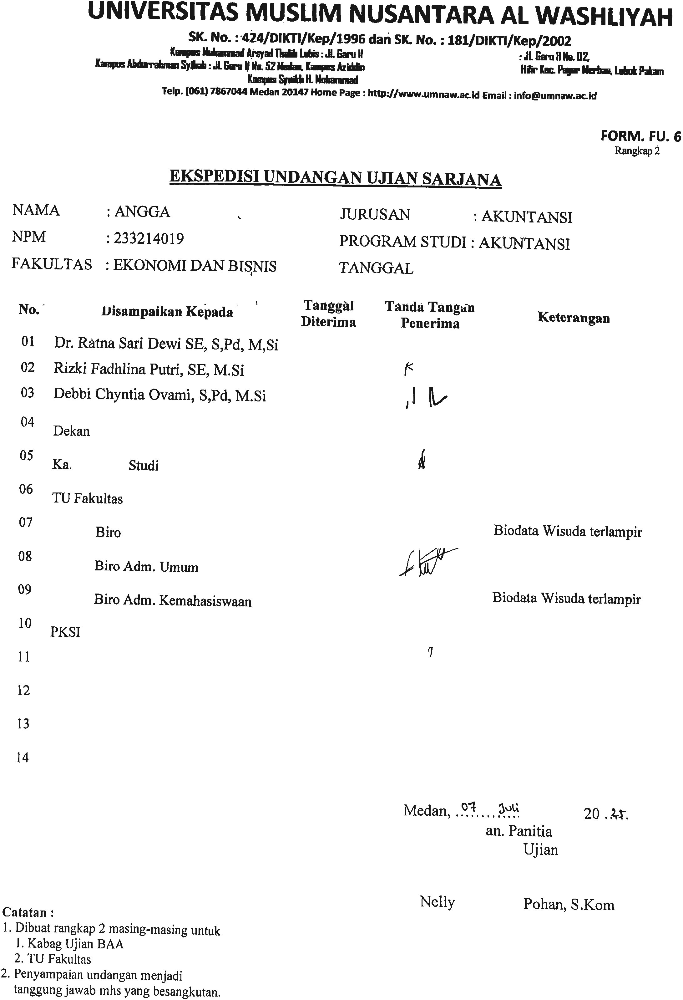 UNIVERSITAS MUSLIM NUSANTARA AL WASHLIYAH
SK. No. : 424/DIKTI/Kep/1996 dan SK. No. : 181/DIKTI/Kep/2002
Kampus Muhammad Arsyad Thalib Lubis : Jl. Garu II : Jl. Garu II No. 02,
Kampus Abdurrahman Syihab : Jl. Garu II No. 52 Medan, Kampus Aziddin Hilir Kec. Pagar Merbau, Lubuk Pakam
Kampus Syeikh H. Mohammad
Telp. (061) 7867044 Medan 20147 Home Page : http://www.umnaw.ac.id Email : info@umnaw.ac.id
FORM. FU. 6
Rangkap 2
EKSPEDISI UNDANGAN UJIAN SARJANA
NAMA : ANGGA JURUSAN : AKUNTANSI
NPM : 233214019 PROGRAM STUDI : AKUNTANSI
FAKULTAS : EKONOMI DAN BISNIS TANGGAL
No. Disampaikan Kepada Tanggal Diterima Tanda Tangan Penerima Keterangan
01 Dr. Ratna Sari Dewi SE, S,Pd, M,Si
02 Rizki Fadhlina Putri, SE, M.Si
03 Debbi Chyntia Ovami, S,Pd, M.Si
04 Dekan
05 Ka. Studi
06 TU Fakultas
07 Biro Biodata Wisuda terlampir
08 Biro Adm. Umum
09 Biro Adm. Kemahasiswaan Biodata Wisuda terlampir
10 PKSI
11
12
13
14
Medan, 07 Juli 20 25.
an. Panitia
Ujian
Nelly Pohan, S.Kom
Catatan :
1. Dibuat rangkap 2 masing-masing untuk
1. Kabag Ujian BAA
2. TU Fakultas
2. Penyampaian undangan menjadi
tanggung jawab mhs yang besangkutan.